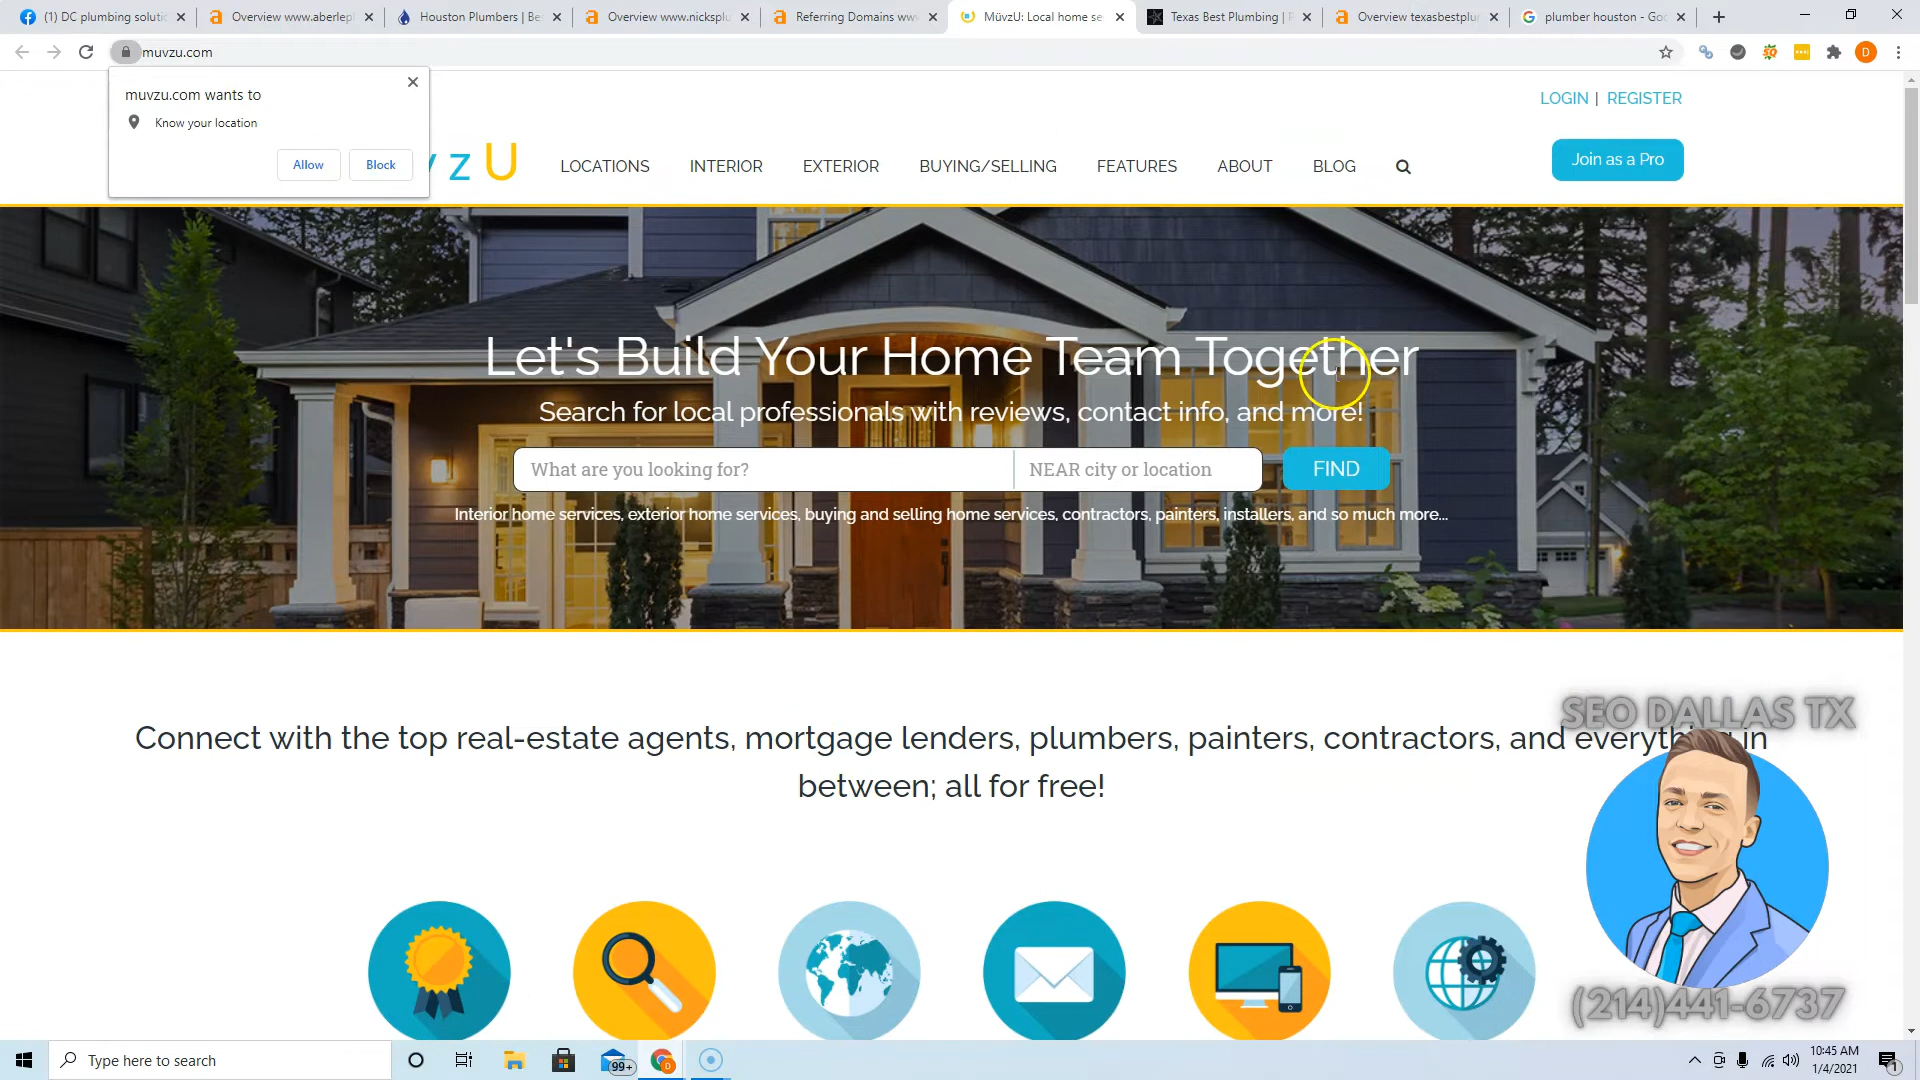 (1) DC plumbing soluti
Overview www.aberlep
Houston Plumbers | Be
Overview www.nicksplu
Referring Domains ww
MüvzU: Local home se
Texas Best Plumbing | P
Overview texasbestplu
plumber houston - Goo
muvzu.com
D
muvzu.com wants to
Know your location
Allow
Block
LOGIN | REGISTER
z U
LOCATIONS
INTERIOR
EXTERIOR
BUYING/SELLING
FEATURES
ABOUT
BLOG
Join as a Pro
Let's Build Your Home Team Together
Search for local professionals with reviews, contact info, and more!
What are you looking for?
NEAR city or location
FIND
Interior home services, exterior home services, buying and selling home services, contractors, painters, installers, and so much more...
Connect with the top real-estate agents, mortgage lenders, plumbers, painters, contractors, and everything in
between; all for free!
SEO DALLAS TX
(214)441-6737
Type here to search
99+
D
10:45 AM
1/4/2021
1